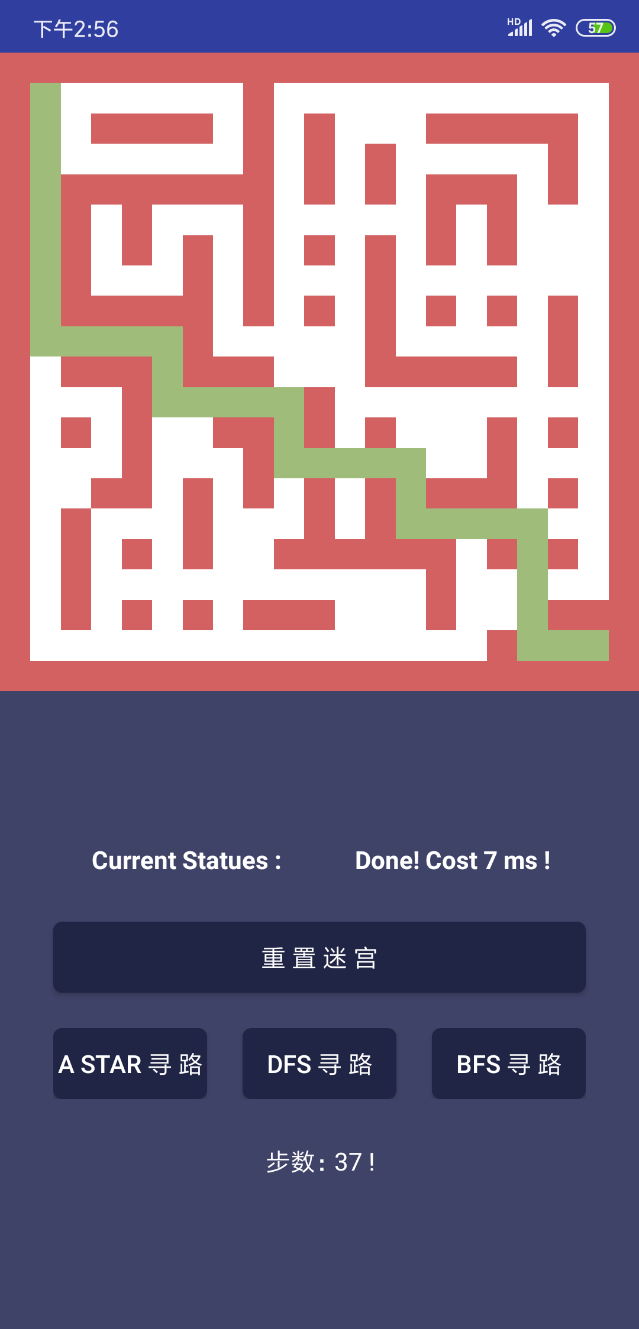 下午2:56
HD
57
Current Statues :
Done! Cost 7 ms !
重 置 迷 宫
A STAR 寻 路
DFS 寻 路
BFS 寻 路
步数：37 !